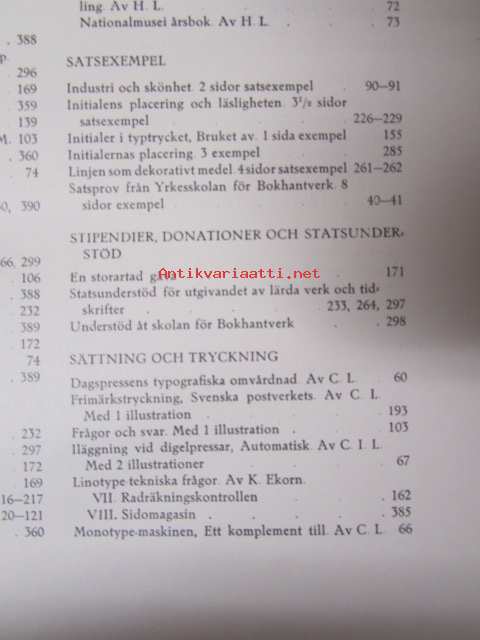 ling. Av H. L. . . . 72
Nationalmusei årsbok. Av H. L. . . 73
. 388
P-
. 296
169
359
139
M. 103
. 360
74
50, 390
66, 299
. 106
. 388
. 232
. 389
. 172
74
. 389
. 232
. 297
. 172
. 169
16—217
20—121
. 360
SATSEXEMPEL
Industri och skönhet. 2 sidor satsexempel . 90—91
Initialens placering och läsligheten. 3½ sidor
satsexempel . . . . 226—229
Initialer i typtrycket, Bruket av. 1 sida exempel 155
Initialernas placering. 3 exempel . . . 285
Linjen som dekorativt medel. 4 sidor satsexempel 261—262
Satsprov från Yrkesskolan för Bokhantverk. 8
sidor exempel . . . . 40—41
STIPENDIER, DONATIONER OCH STATSUNDER-
STÖD
En storartad gåva . . . 171
Statsunderstöd för utgivandet av lärda verk och tid-
skrifter . . . . 233, 264, 297
Understöd åt skolan för Bokhantverk . . 298
SÄTTNING OCH TRYCKNING
Dagspressens typografiska omvårdnad. Av C. L. 60
Frimärkstryckning, Svenska postverkets. Av C. L.
Med 1 illustration . . . . 193
Frågor och svar. Med 1 illustration . . . 103
Iläggning vid digelpressar, Automatisk. Av C. I. L.
Med 2 illustrationer . . . . 67
Linotype-tekniska frågor. Av K. Ekorn.
VII. Radräkningskontrollen . . . 162
VIII. Sidomagasin . . . . . 385
Monotype-maskinen, Ett komplement till. Av C. L. 66
Antikvariaatti.net